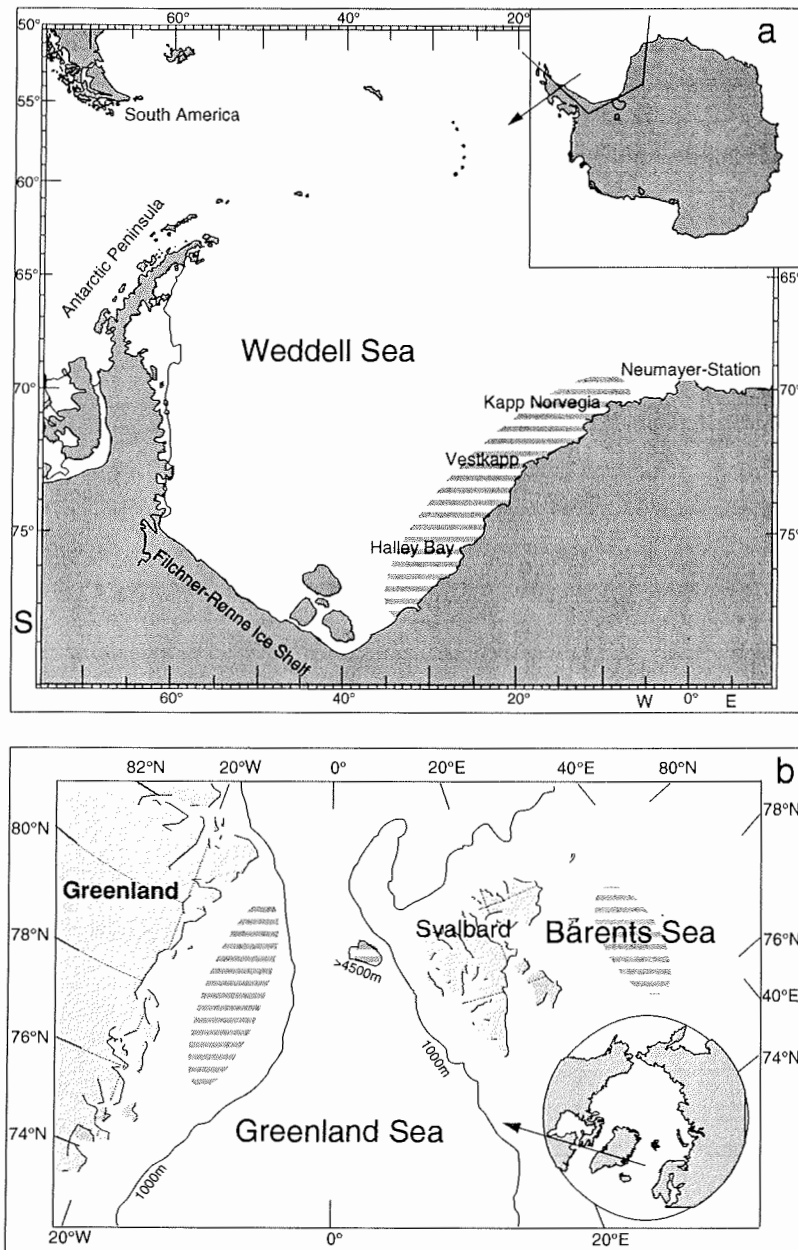 60° 40° 20°
50°
a
South America
55°
60°
Antarctic Peninsula
65° 65°
Weddell Sea
Neumayer-Station
70° 70°
Kapp Norvegia
Vestkapp
75° 75°
Halley Bay
Filchner-Rønne Ice Shelf
S
60° 40° 20° W 0° E
82°N 20°W 0° 20°E 40°E 80°N
b
80°N 78°N
Greenland
Svalbard
Barents Sea
78°N 76°N
>4500m
40°E
76°N
1000m
74°N
74°N
Greenland Sea
1000m
20°W 0° 20°E